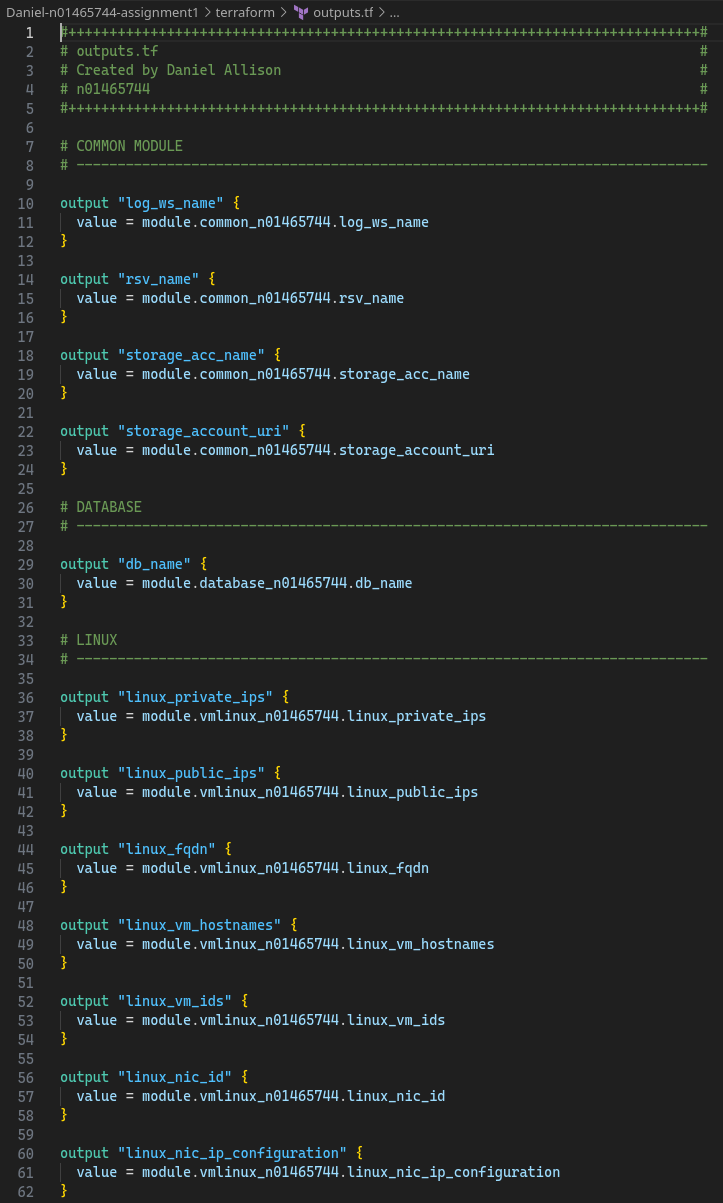 Daniel-n01465744-assignment1 > terraform > outputs.tf > ...
1 #+++++++++++++++++++++++++++++++++++++++++++++++++++++++++++++++++++++++++++++#
2 # outputs.tf #
3 # Created by Daniel Allison #
4 # n01465744 #
5 #+++++++++++++++++++++++++++++++++++++++++++++++++++++++++++++++++++++++++++++#
6
7 # COMMON MODULE
8 # -----------------------------------------------------------------------------
9
10 output "log_ws_name" {
11 value = module.common_n01465744.log_ws_name
12 }
13
14 output "rsv_name" {
15 value = module.common_n01465744.rsv_name
16 }
17
18 output "storage_acc_name" {
19 value = module.common_n01465744.storage_acc_name
20 }
21
22 output "storage_account_uri" {
23 value = module.common_n01465744.storage_account_uri
24 }
25
26 # DATABASE
27 # -----------------------------------------------------------------------------
28
29 output "db_name" {
30 value = module.database_n01465744.db_name
31 }
32
33 # LINUX
34 # -----------------------------------------------------------------------------
35
36 output "linux_private_ips" {
37 value = module.vmlinux_n01465744.linux_private_ips
38 }
39
40 output "linux_public_ips" {
41 value = module.vmlinux_n01465744.linux_public_ips
42 }
43
44 output "linux_fqdn" {
45 value = module.vmlinux_n01465744.linux_fqdn
46 }
47
48 output "linux_vm_hostnames" {
49 value = module.vmlinux_n01465744.linux_vm_hostnames
50 }
51
52 output "linux_vm_ids" {
53 value = module.vmlinux_n01465744.linux_vm_ids
54 }
55
56 output "linux_nic_id" {
57 value = module.vmlinux_n01465744.linux_nic_id
58 }
59
60 output "linux_nic_ip_configuration" {
61 value = module.vmlinux_n01465744.linux_nic_ip_configuration
62 }